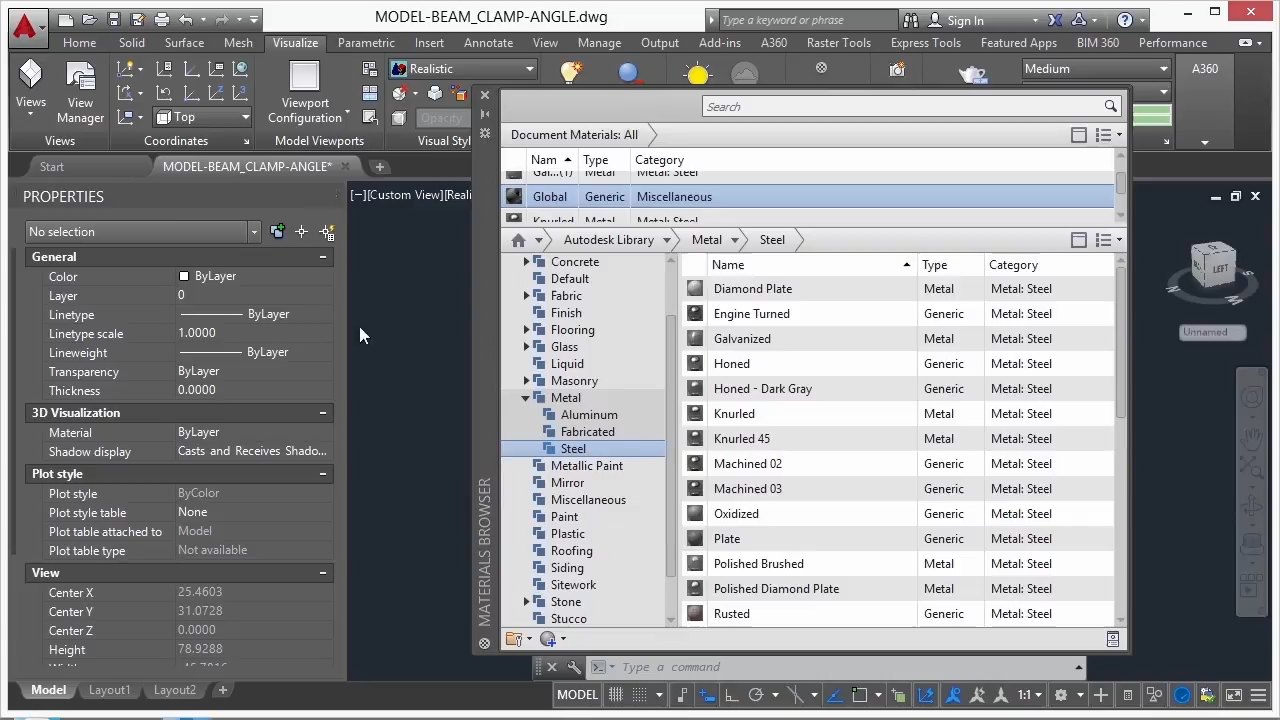 MODEL-BEAM_CLAMP-ANGLE.dwg
Type a keyword or phrase
Sign In
Home Solid Surface Mesh Visualize Parametric Insert Annotate View Manage Output Add-ins A360 Raster Tools Express Tools Featured Apps BIM 360 Performance
Views
View Manager
Top
Viewport Configuration
Realistic
Opacity
Medium
A360
Views Coordinates Model Viewports Visual Styl
Start
MODEL-BEAM_CLAMP-ANGLE*
PROPERTIES
No selection
General
Color ByLayer
Layer 0
Linetype ByLayer
Linetype scale 1.0000
Lineweight ByLayer
Transparency ByLayer
Thickness 0.0000
3D Visualization
Material ByLayer
Shadow display Casts and Receives Shado...
Plot style
Plot style ByColor
Plot style table None
Plot table attached to Model
Plot table type Not available
View
Center X 25.4603
Center Y 31.0728
Center Z 0.0000
Height 78.9288
[−][Custom View][Reali
MATERIALS BROWSER
Search
Document Materials: All
Nam Type Category
Gal...(1) Metal Metal: Steel
Global Generic Miscellaneous
Knurled Metal Metal: Steel
Autodesk Library Metal Steel
Concrete
Default
Fabric
Finish
Flooring
Glass
Liquid
Masonry
Metal
Aluminum
Fabricated
Steel
Metallic Paint
Mirror
Miscellaneous
Paint
Plastic
Roofing
Siding
Sitework
Stone
Stucco
Name Type Category
Diamond Plate Metal Metal: Steel
Engine Turned Generic Metal: Steel
Galvanized Metal Metal: Steel
Honed Generic Metal: Steel
Honed - Dark Gray Generic Metal: Steel
Knurled Metal Metal: Steel
Knurled 45 Metal Metal: Steel
Machined 02 Generic Metal: Steel
Machined 03 Generic Metal: Steel
Oxidized Generic Metal: Steel
Plate Generic Metal: Steel
Polished Brushed Metal Metal: Steel
Polished Diamond Plate Metal Metal: Steel
Rusted Generic Metal: Steel
LEFT
Unnamed
Type a command
Model Layout1 Layout2
MODEL
1:1